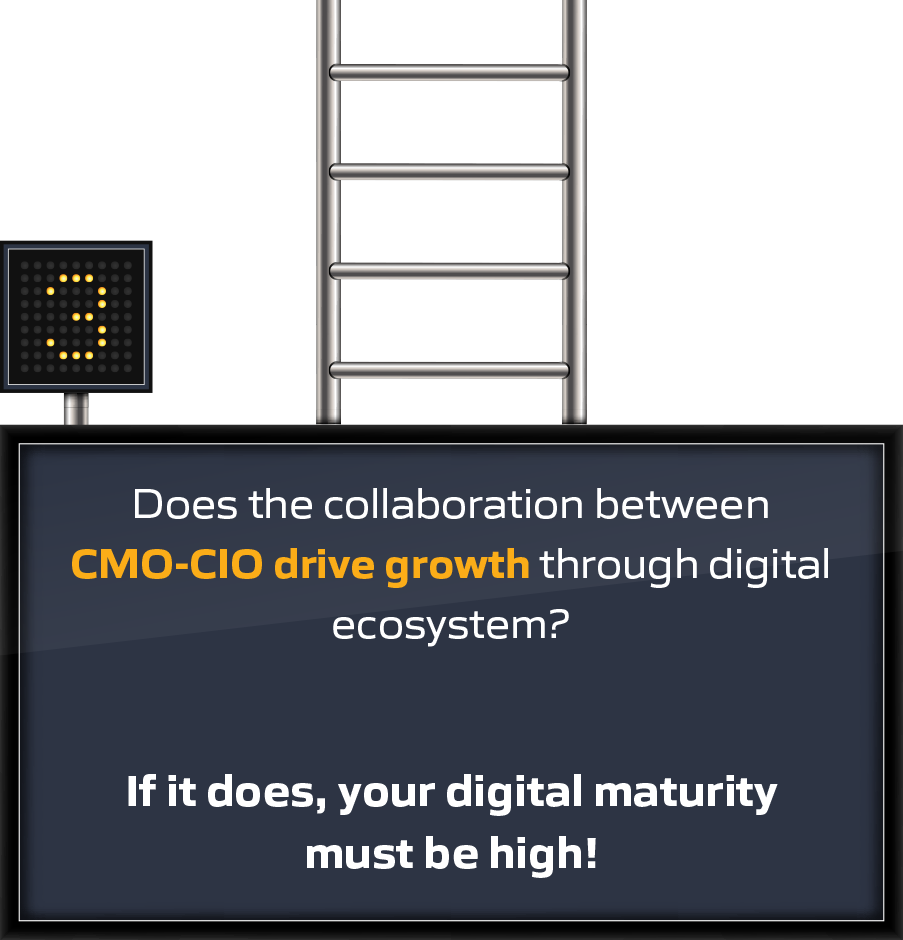 3
Does the collaboration between
CMO-CIO drive growth through digital
ecosystem?
If it does, your digital maturity
must be high!